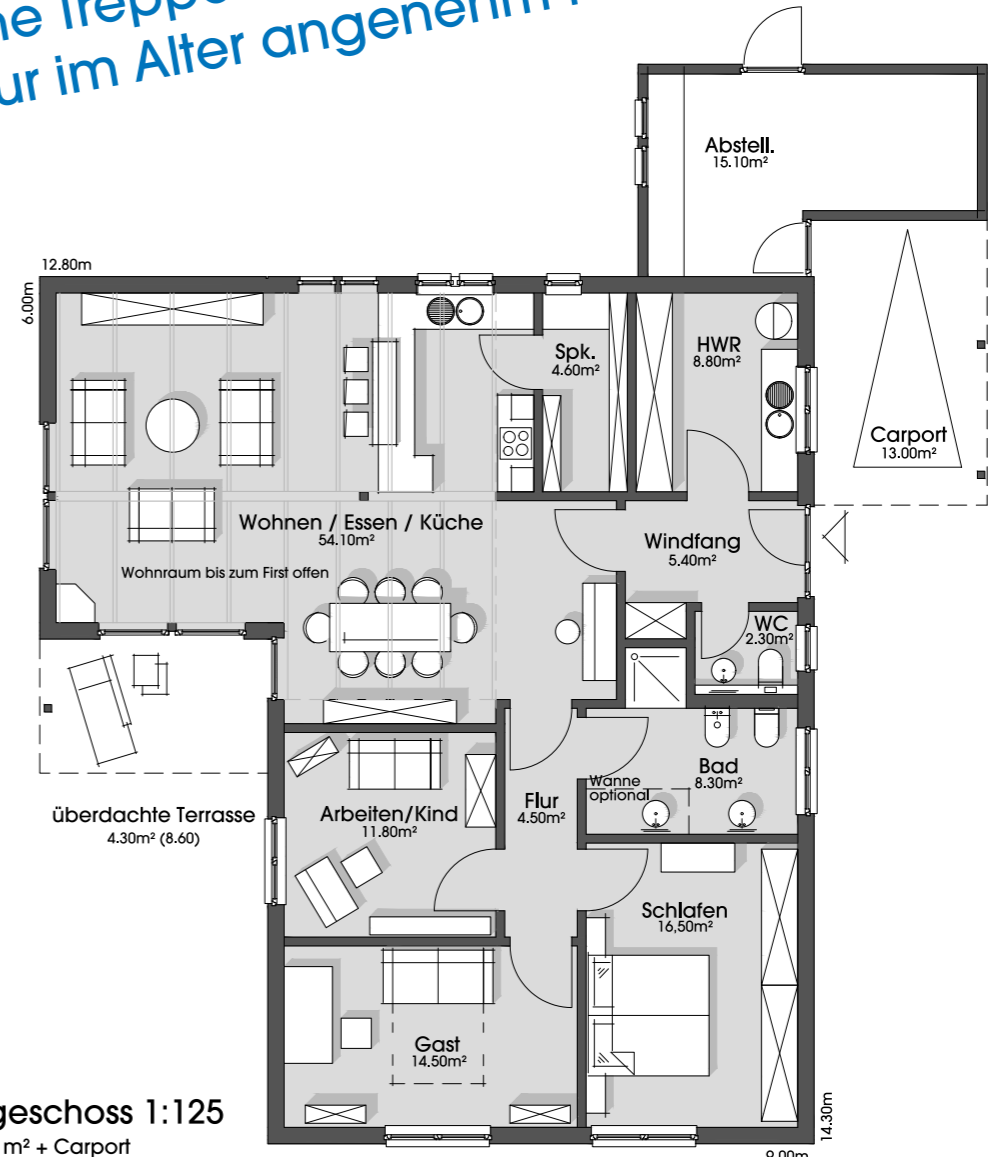 ne Treppe
ur im Alter angenehm
Abstell.
15.10m²
12.80m
6.00m
Spk.
4.60m²
HWR
8.80m²
Carport
13.00m²
Wohnen / Essen / Küche
54.10m²
Wohnraum bis zum First offen
Windfang
5.40m²
WC
2.30m²
Bad
8.30m²
Wanne
optional
Flur
4.50m²
Arbeiten/Kind
11.80m²
überdachte Terrasse
4.30m² (8.60)
Schlafen
16,50m²
Gast
14.50m²
geschoss 1:125
m² + Carport
14.30m
9.00m